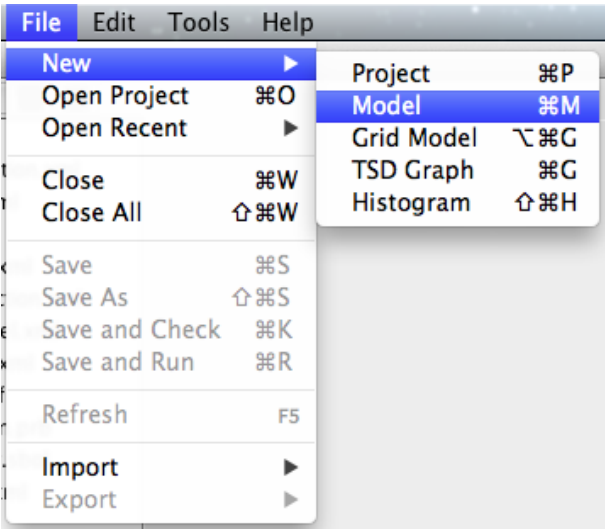 File Edit Tools Help
New
Open Project ⌘O
Open Recent
Close ⌘W
Close All ⇧⌘W
Save ⌘S
Save As ⇧⌘S
Save and Check ⌘K
Save and Run ⌘R
Refresh F5
Import
Export
Project ⌘P
Model ⌘M
Grid Model ⌥⌘G
TSD Graph ⌘G
Histogram ⇧⌘H